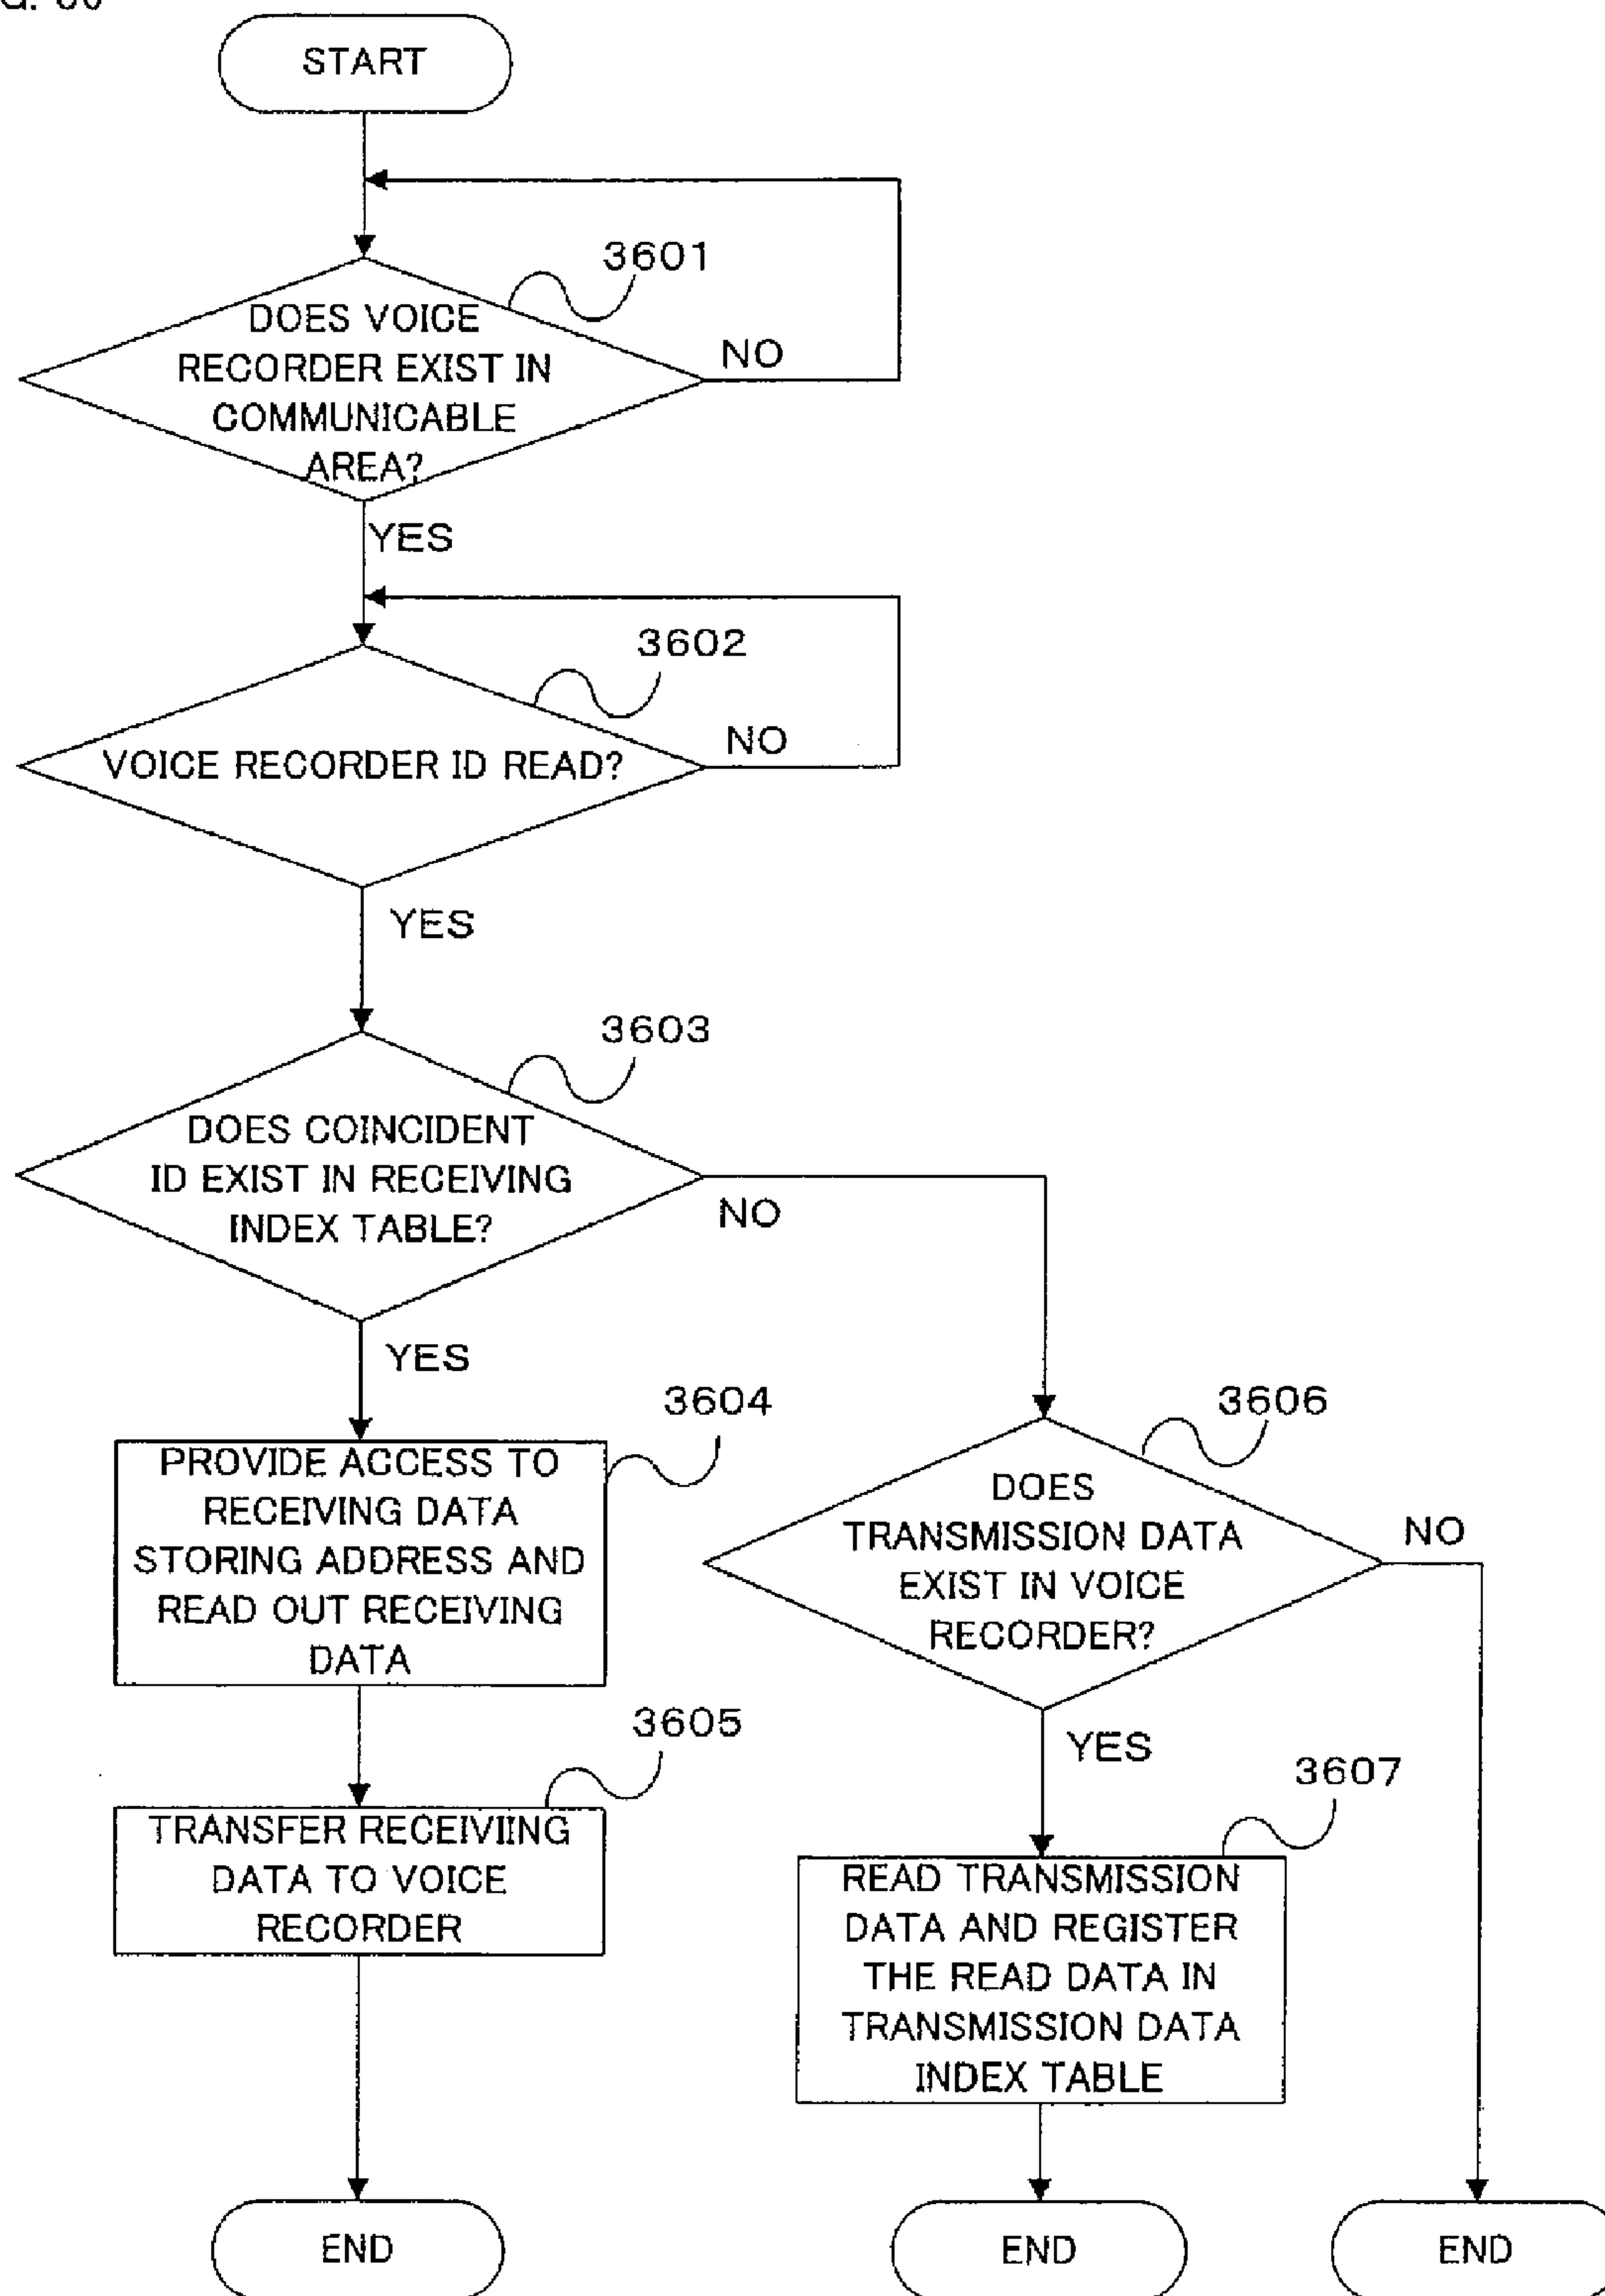 START
3601
DOES VOICE
RECORDER EXIST IN
COMMUNICABLE
AREA?
NO
YES
3602
VOICE RECORDER ID READ?
NO
YES
3603
DOES COINCIDENT
ID EXIST IN RECEIVING
INDEX TABLE?
NO
YES
3604
PROVIDE ACCESS TO
RECEIVING DATA
STORING ADDRESS AND
READ OUT RECEIVING
DATA
3606
DOES
TRANSMISSION DATA
EXIST IN VOICE
RECORDER?
NO
YES
3605
TRANSFER RECEIVIING
DATA TO VOICE
RECORDER
3607
READ TRANSMISSION
DATA AND REGISTER
THE READ DATA IN
TRANSMISSION DATA
INDEX TABLE
END
END
END